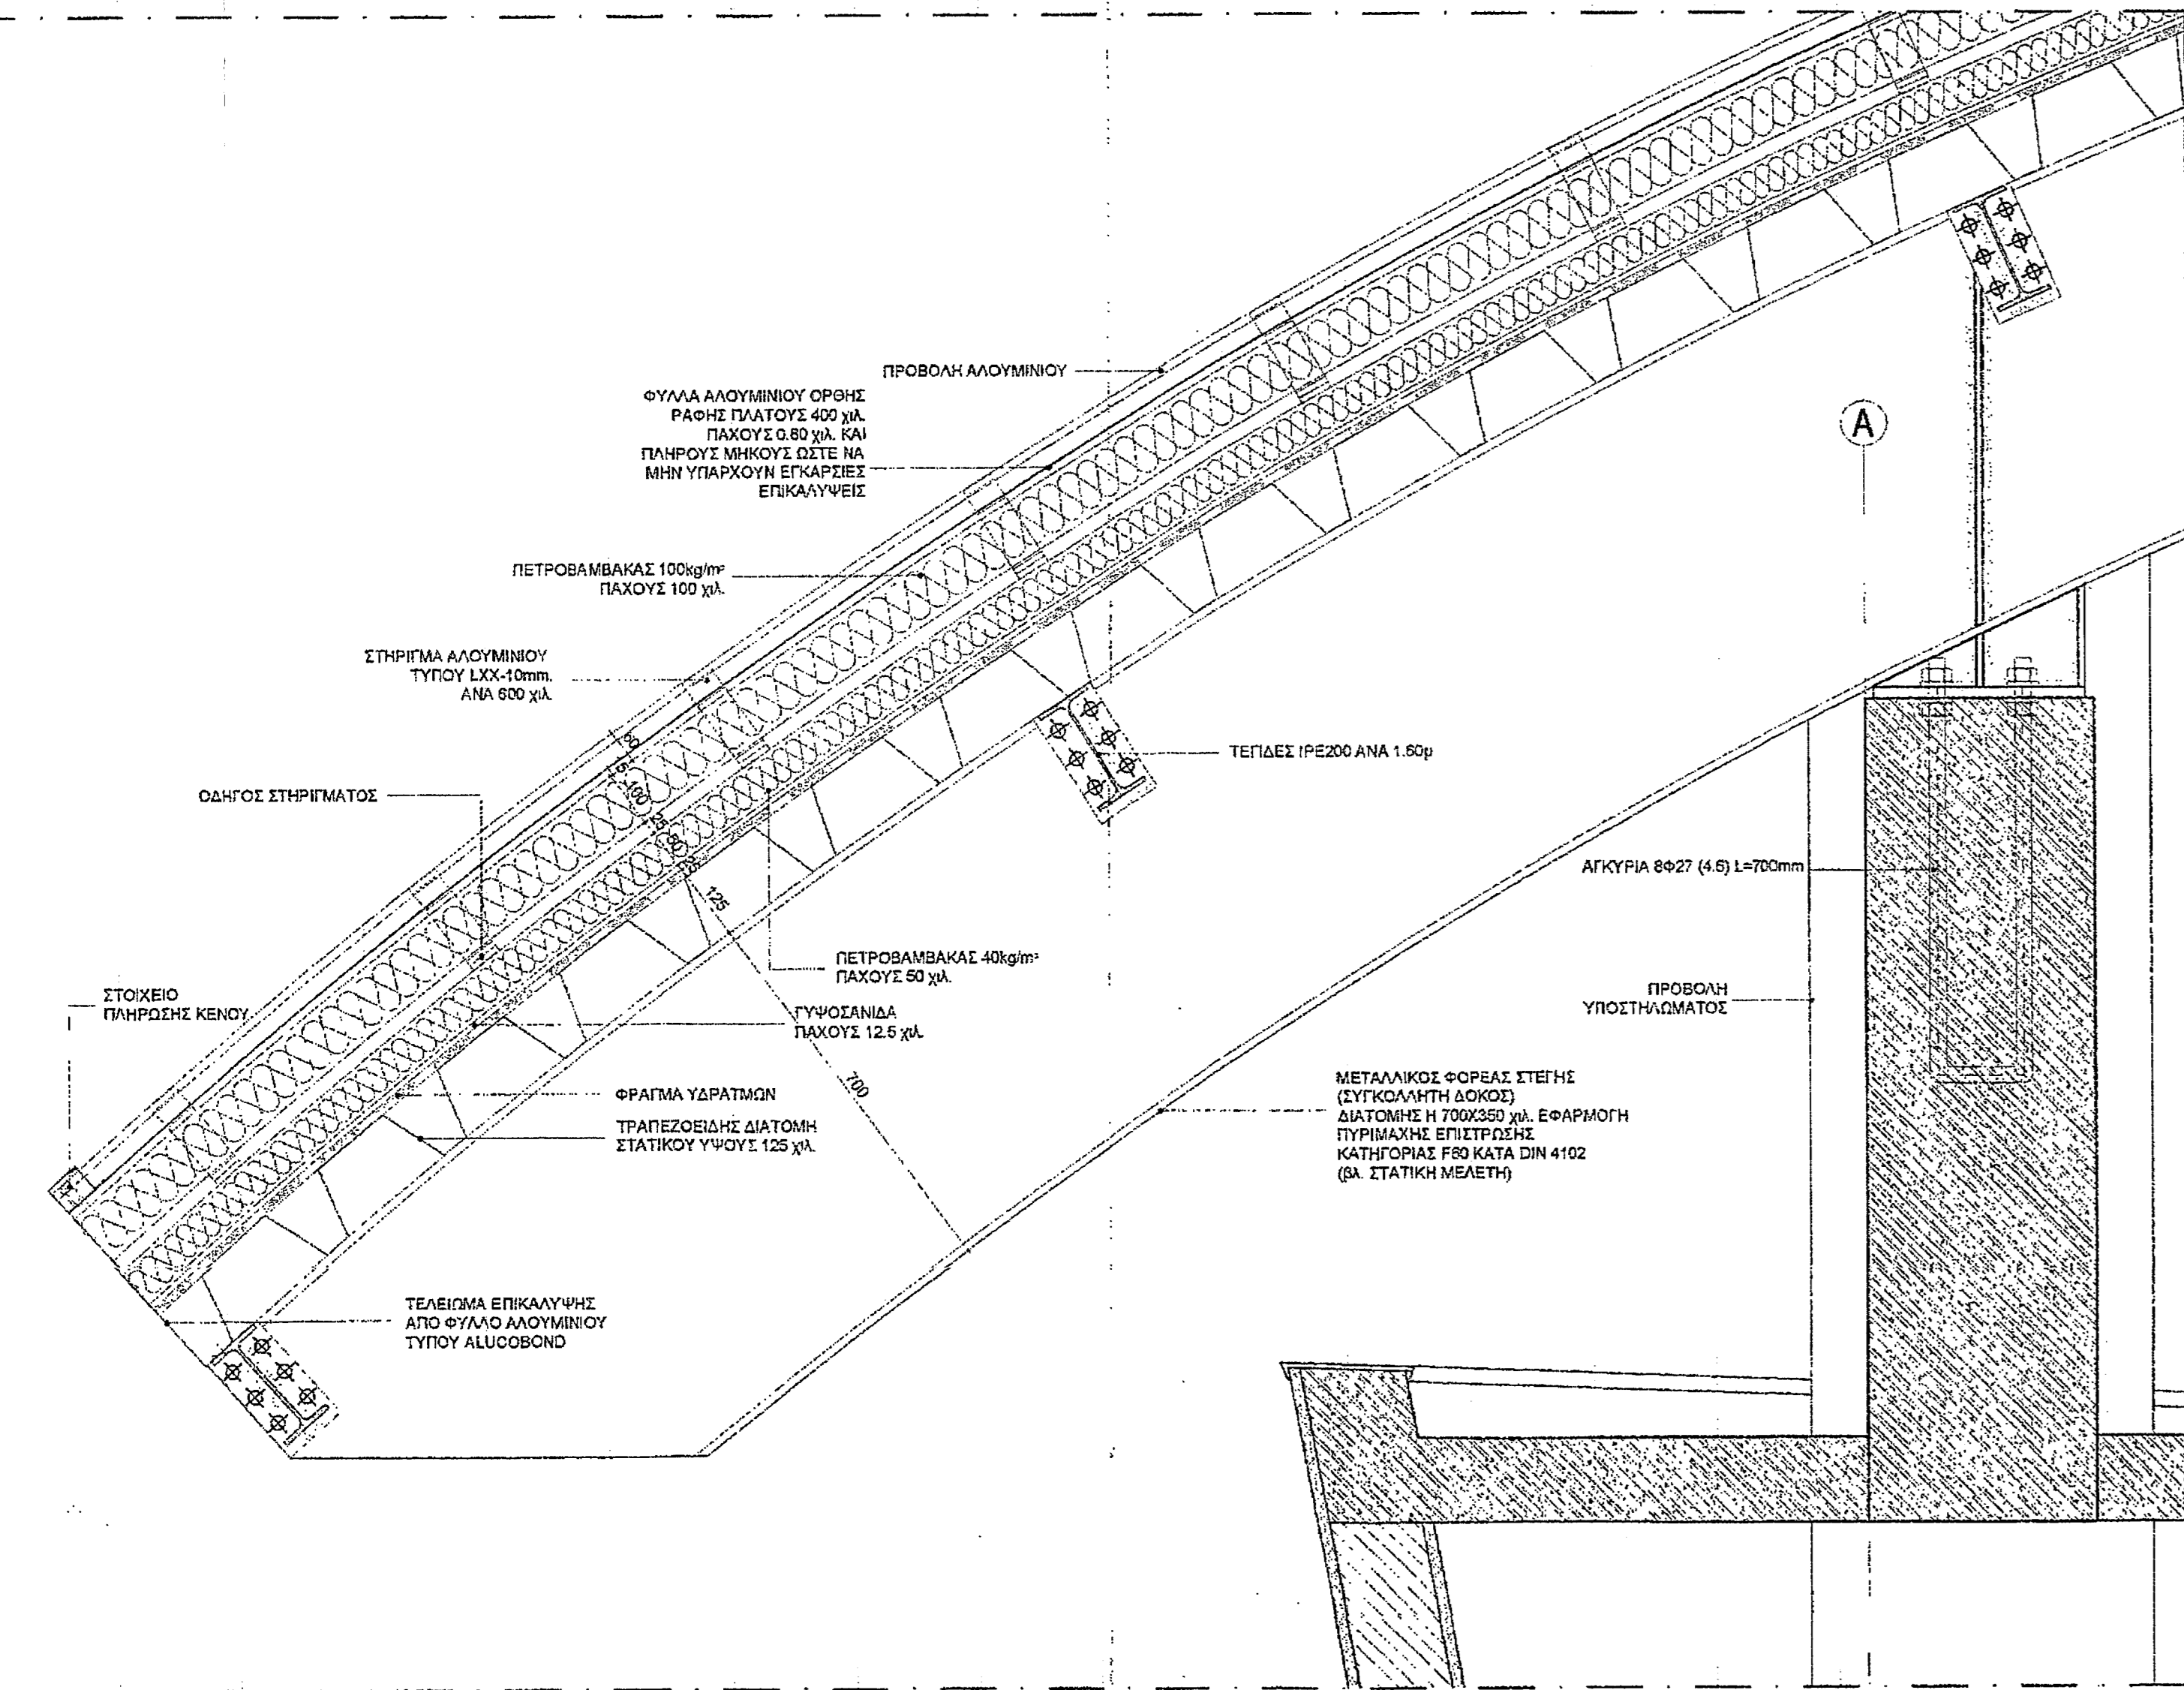 ΠΡΟΒΟΛΗ ΑΛΟΥΜΙΝΙΟΥ
ΦΥΛΛΑ ΑΛΟΥΜΙΝΙΟΥ ΟΡΘΗΣ
ΡΑΦΗΣ ΠΛΑΤΟΥΣ 400 χιλ.
ΠΑΧΟΥΣ 0.80 χιλ. ΚΑΙ
ΠΛΗΡΟΥΣ ΜΗΚΟΥΣ ΩΣΤΕ ΝΑ
ΜΗΝ ΥΠΑΡΧΟΥΝ ΕΓΚΑΡΣΙΕΣ
ΕΠΙΚΑΛΥΨΕΙΣ
Α
ΠΕΤΡΟΒΑΜΒΑΚΑΣ 100kg/m³
ΠΑΧΟΥΣ 100 χιλ.
ΣΤΗΡΙΓΜΑ ΑΛΟΥΜΙΝΙΟΥ
ΤΥΠΟΥ LXX-10mm.
ΑΝΑ 600 χιλ.
ΤΕΓΙΔΕΣ IPE200 ΑΝΑ 1.60μ
ΟΔΗΓΟΣ ΣΤΗΡΙΓΜΑΤΟΣ
60
100
25
50
25
125
ΑΓΚΥΡΙΑ 8Φ27 (4.6) L=700mm
ΠΕΤΡΟΒΑΜΒΑΚΑΣ 40kg/m³
ΠΑΧΟΥΣ 50 χιλ.
ΣΤΟΙΧΕΙΟ
ΠΛΗΡΩΣΗΣ ΚΕΝΟΥ
ΠΡΟΒΟΛΗ
ΥΠΟΣΤΗΛΩΜΑΤΟΣ
ΓΥΨΟΣΑΝΙΔΑ
ΠΑΧΟΥΣ 12.5 χιλ.
700
ΦΡΑΓΜΑ ΥΔΡΑΤΜΩΝ
ΤΡΑΠΕΖΟΕΙΔΗΣ ΔΙΑΤΟΜΗ
ΣΤΑΤΙΚΟΥ ΥΨΟΥΣ 125 χιλ.
ΜΕΤΑΛΛΙΚΟΣ ΦΟΡΕΑΣ ΣΤΕΓΗΣ
(ΣΥΓΚΟΛΛΗΤΗ ΔΟΚΟΣ)
ΔΙΑΤΟΜΗΣ Η 700Χ350 χιλ. ΕΦΑΡΜΟΓΗ
ΠΥΡΙΜΑΧΗΣ ΕΠΙΣΤΡΩΣΗΣ
ΚΑΤΗΓΟΡΙΑΣ F60 ΚΑΤΑ DIN 4102
(βλ. ΣΤΑΤΙΚΗ ΜΕΛΕΤΗ)
ΤΕΛΕΙΩΜΑ ΕΠΙΚΑΛΥΨΗΣ
ΑΠΟ ΦΥΛΛΟ ΑΛΟΥΜΙΝΙΟΥ
ΤΥΠΟΥ ALUCOBOND